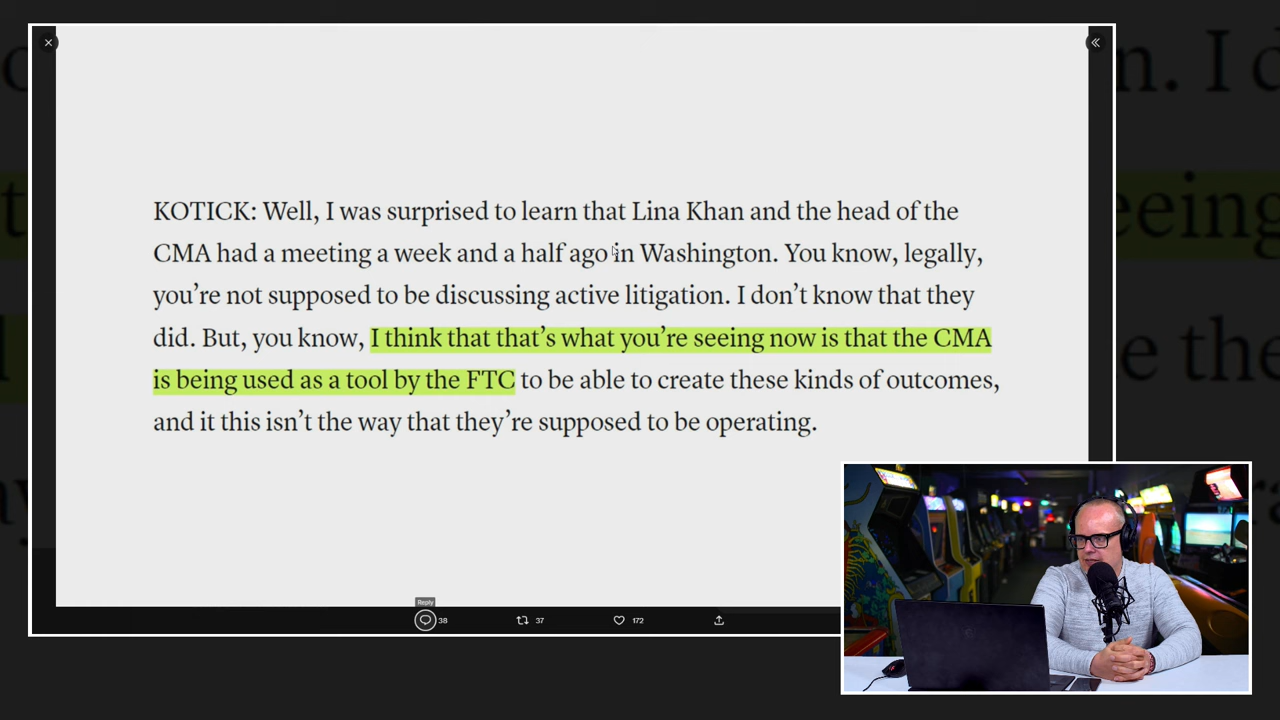 KOTICK: Well, I was surprised to learn that Lina Khan and the head of the
CMA had a meeting a week and a half ago in Washington. You know, legally,
you’re not supposed to be discussing active litigation. I don’t know that they
did. But, you know, I think that that’s what you’re seeing now is that the CMA
is being used as a tool by the FTC to be able to create these kinds of outcomes,
and it this isn’t the way that they’re supposed to be operating.
Reply
38 37 172